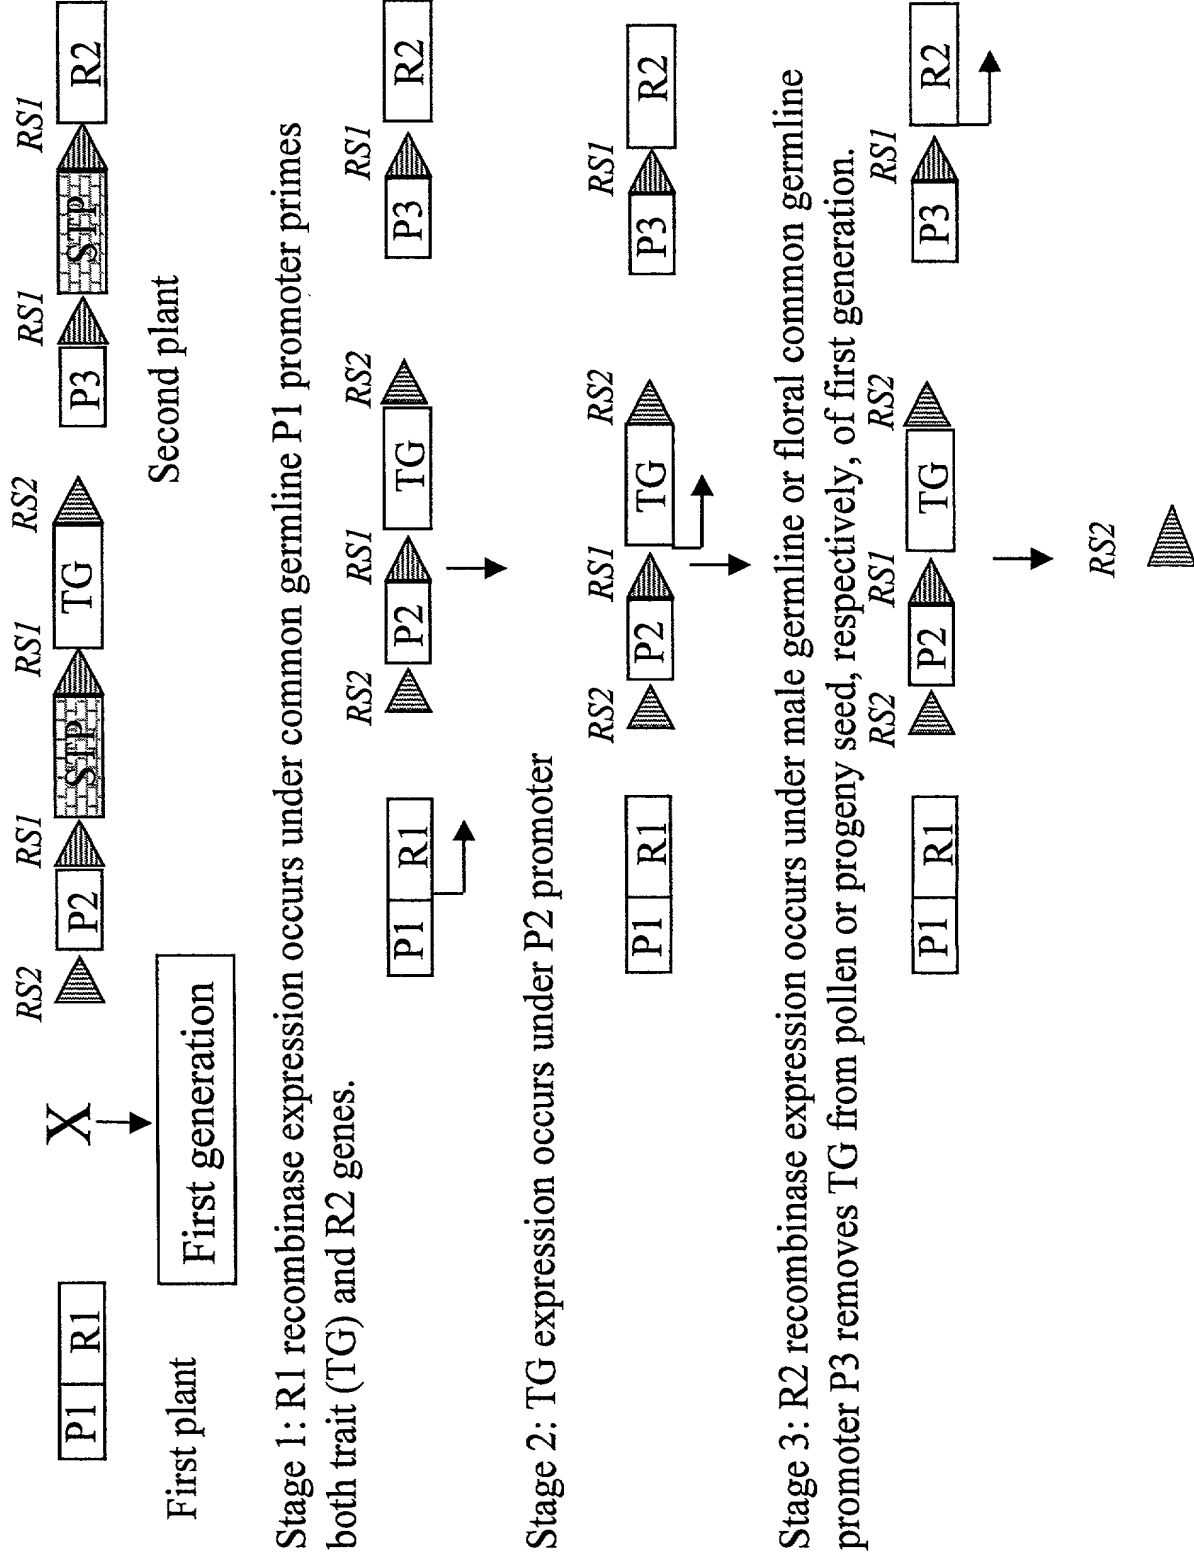 RS2 RS1 RS1 RS2 RS1 RS1
P1 R1 X P2 STP TG P3 STP R2
First plant Second plant
First generation
Stage 1: R1 recombinase expression occurs under common germline P1 promoter primes
both trait (TG) and R2 genes.
RS2 RS1 RS2 RS1
P1 R1 P2 TG P3 R2
Stage 2: TG expression occurs under P2 promoter
RS2 RS1 RS2 RS1
P1 R1 P2 TG P3 R2
Stage 3: R2 recombinase expression occurs under male germline or floral common germline
promoter P3 removes TG from pollen or progeny seed, respectively, of first generation.
RS2 RS1 RS2 RS1
P1 R1 P2 TG P3 R2
RS2